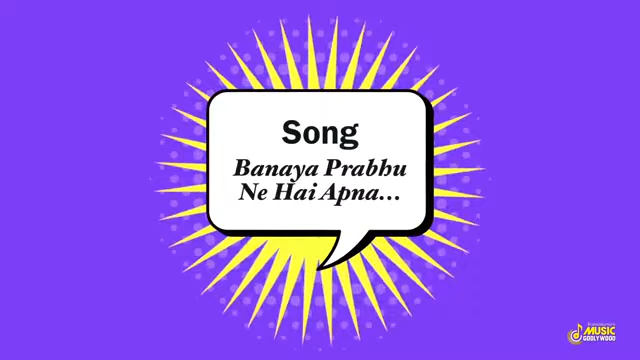 Song
Banaya Prabhu
Ne Hai Apna...
MUSIC
GODLYWOOD